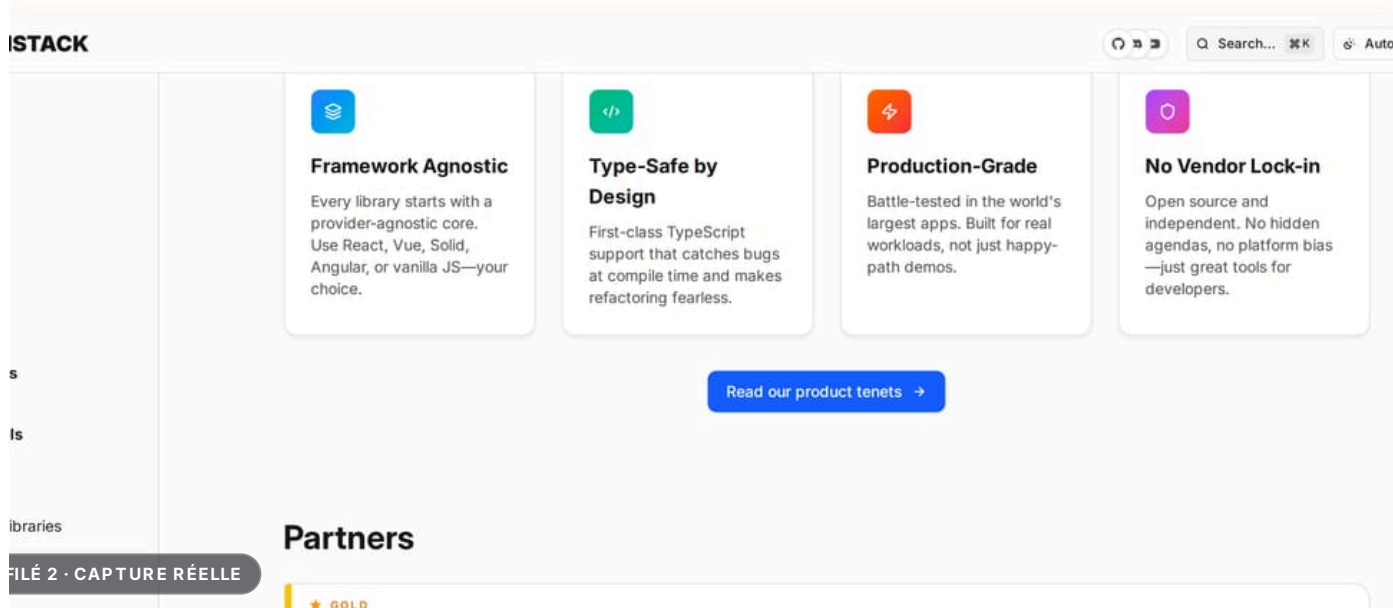 STACK
Search... ⌘K
Auto
Framework Agnostic
Every library starts with a
provider-agnostic core.
Use React, Vue, Solid,
Angular, or vanilla JS—your
choice.
Type-Safe by
Design
First-class TypeScript
support that catches bugs
at compile time and makes
refactoring fearless.
Production-Grade
Battle-tested in the world's
largest apps. Built for real
workloads, not just happy-
path demos.
No Vendor Lock-in
Open source and
independent. No hidden
agendas, no platform bias
—just great tools for
developers.
s
ls
Read our product tenets →
ibraries
Partners
FILÉ 2 · CAPTURE RÉELLE
GOLD